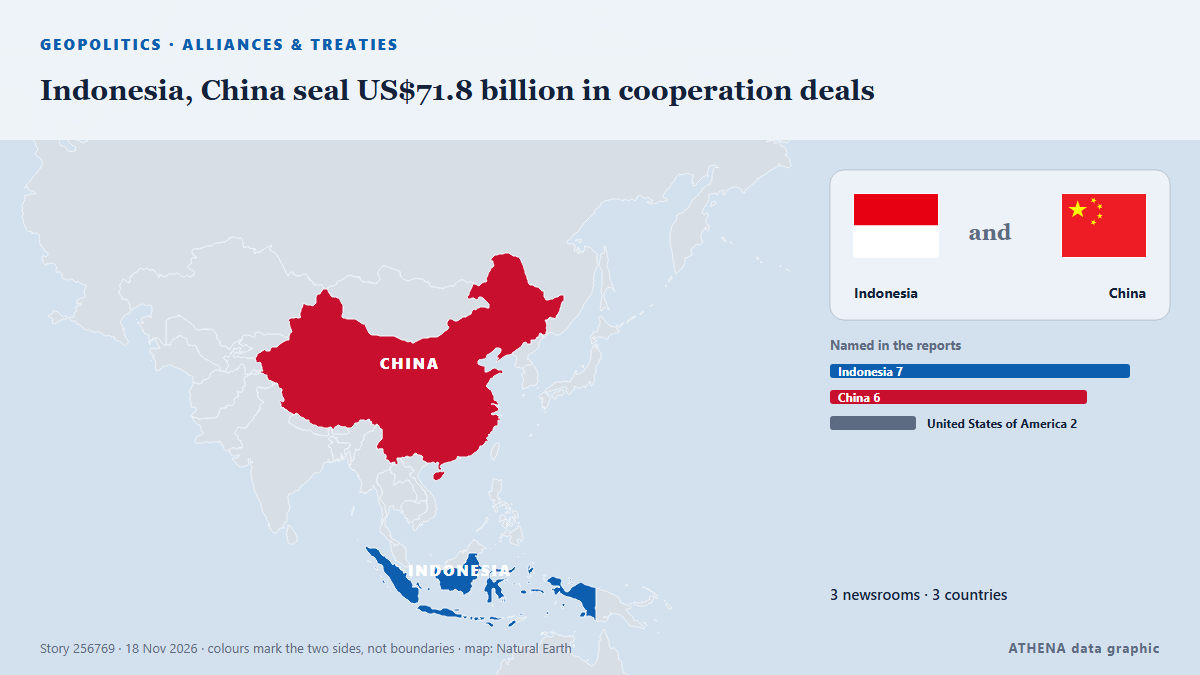 GEOPOLITICS · ALLIANCES & TREATIES
Indonesia, China seal US$71.8 billion in cooperation deals
and
Indonesia
China
Named in the reports
Indonesia 7
China 6
United States of America 2
CHINA
INDONESIA
3 newsrooms · 3 countries
Story 256769 · 18 Nov 2026 · colours mark the two sides, not boundaries · map: Natural Earth
ATHENA data graphic